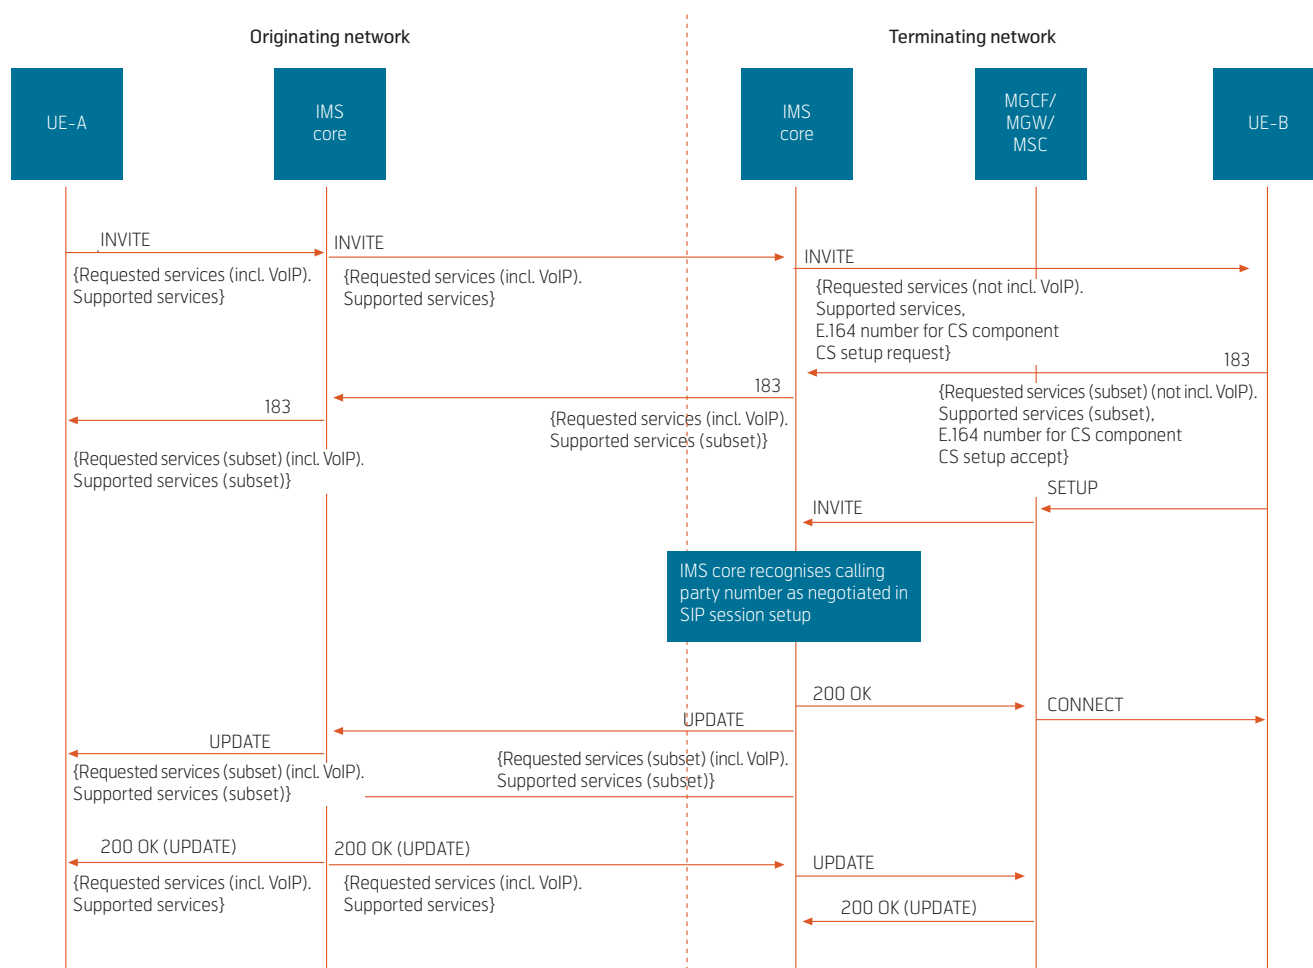 Originating network
Terminating network
UE-A
IMS
core
IMS
core
MGCF/
MGW/
MSC
UE-B
INVITE
{Requested services (incl. VoIP).
Supported services}
INVITE
{Requested services (incl. VoIP).
Supported services}
INVITE
{Requested services (not incl. VoIP).
Supported services,
E.164 number for CS component
CS setup request}
183
{Requested services (subset) (not incl. VoIP).
Supported services (subset),
E.164 number for CS component
CS setup accept}
183
{Requested services (incl. VoIP).
Supported services (subset)}
183
{Requested services (subset) (incl. VoIP).
Supported services (subset)}
SETUP
INVITE
IMS core recognises calling
party number as negotiated in
SIP session setup
200 OK
CONNECT
UPDATE
{Requested services (subset) (incl. VoIP).
Supported services (subset)}
UPDATE
{Requested services (subset) (incl. VoIP).
Supported services (subset)}
200 OK (UPDATE)
{Requested services (incl. VoIP).
Supported services}
200 OK (UPDATE)
{Requested services (incl. VoIP).
Supported services}
UPDATE
200 OK (UPDATE)